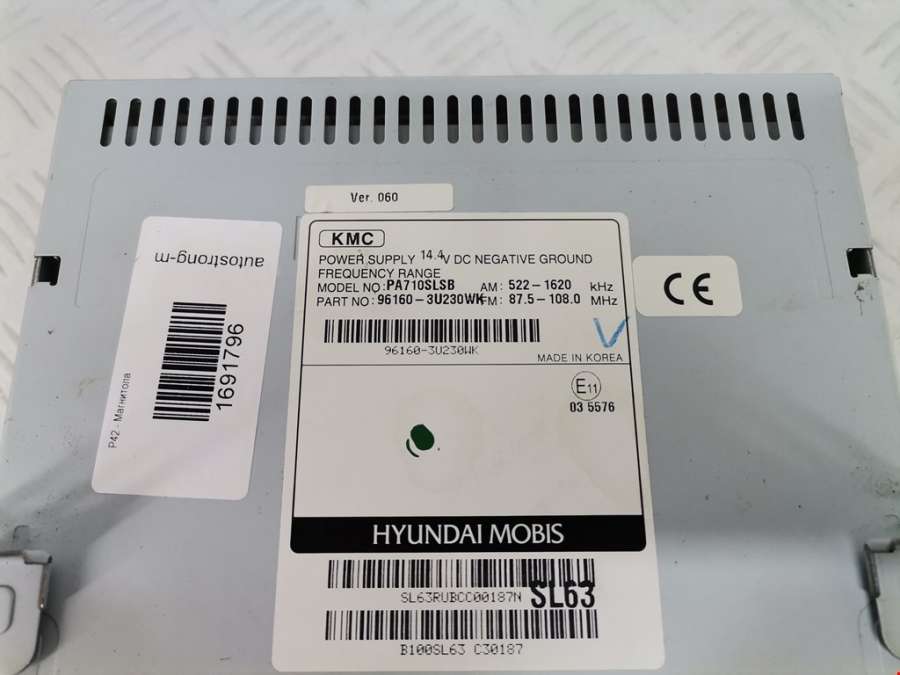 Ver. 060
KMC
POWER SUPPLY 14.4V DC NEGATIVE GROUND
FREQUENCY RANGE
MODEL NO: PA710SLSB AM: 522-1620 kHz
PART NO: 96160-3U230WK FM: 87.5-108.0 MHz
96160-3U230WK
MADE IN KOREA
E11
03 5576
HYUNDAI MOBIS
SL63RUBCC00187N SL63
B100SL63 C30187
CE
autostrong-m
1691796
P42 - Магнитола